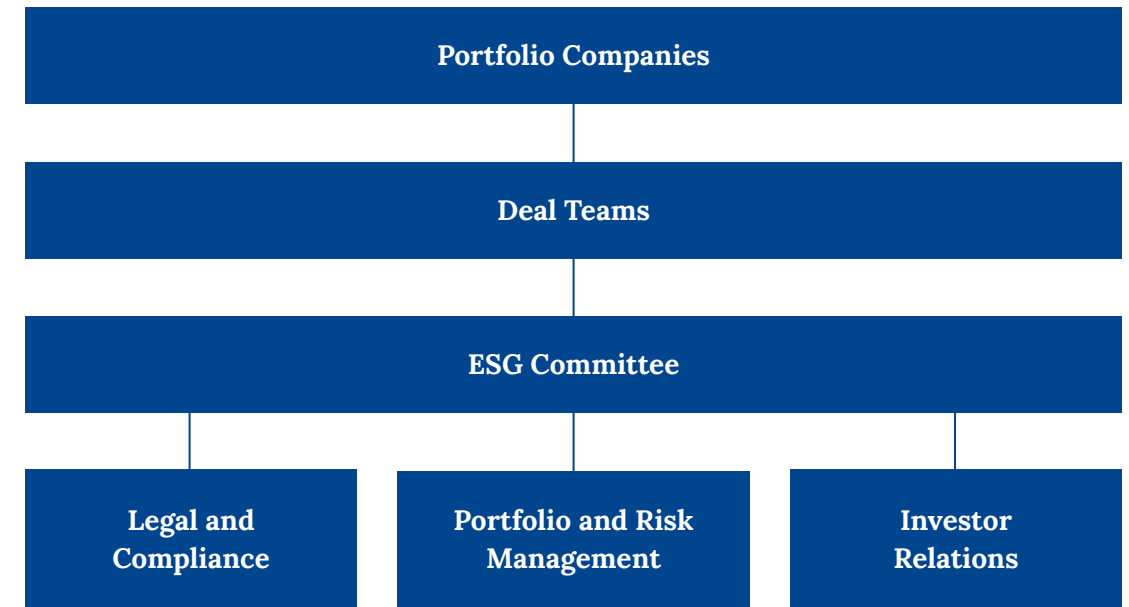 Portfolio Companies
Deal Teams
ESG Committee
Legal and
Compliance
Portfolio and Risk
Management
Investor
Relations